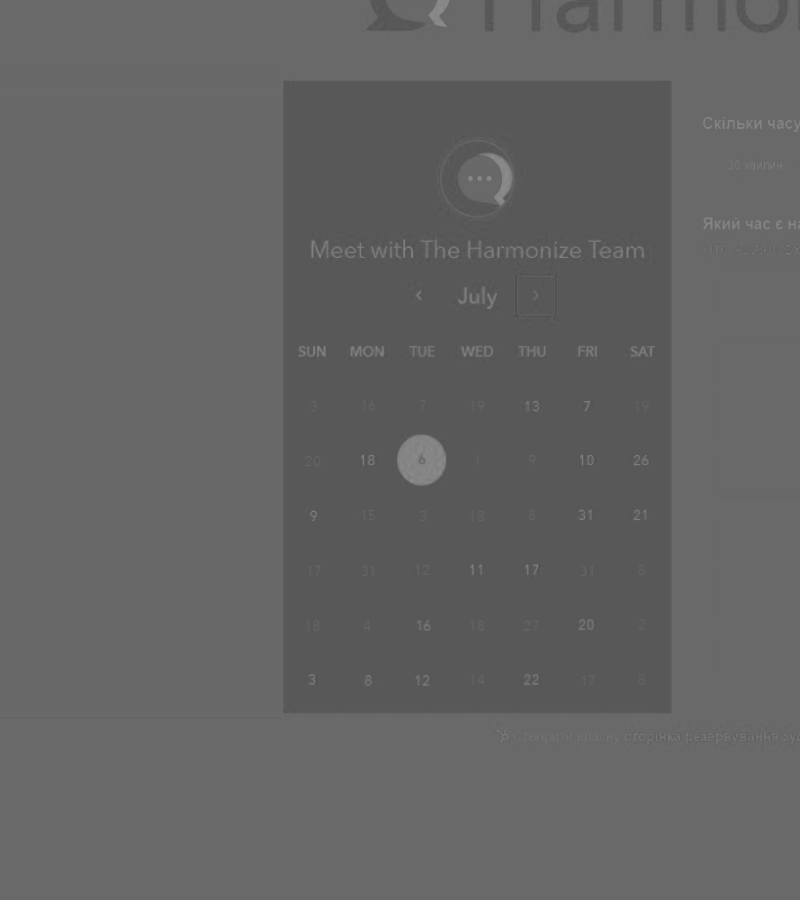 Harmo
Скільки часу
30 хвилин
Meet with The Harmonize Team
Який час є на
July
SUN MON TUE WED THU FRI SAT
3 16 7 19 13 7 19
20 18 6 1 9 10 26
9 15 3 18 8 31 21
17 31 12 11 17 31 8
18 4 16 18 27 20 2
3 8 12 14 22 17 8
Створити власну сторінка резервування зус